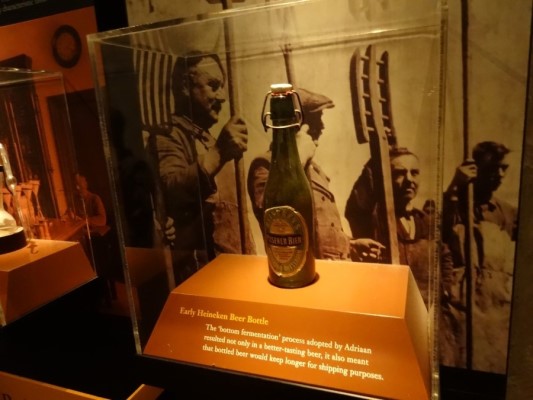 Early Heineken Beer Bottle
The 'bottom fermentation' process adopted by Adriaan
resulted not only in a better-tasting beer, it also meant
that bottled beer would keep longer for shipping purposes.